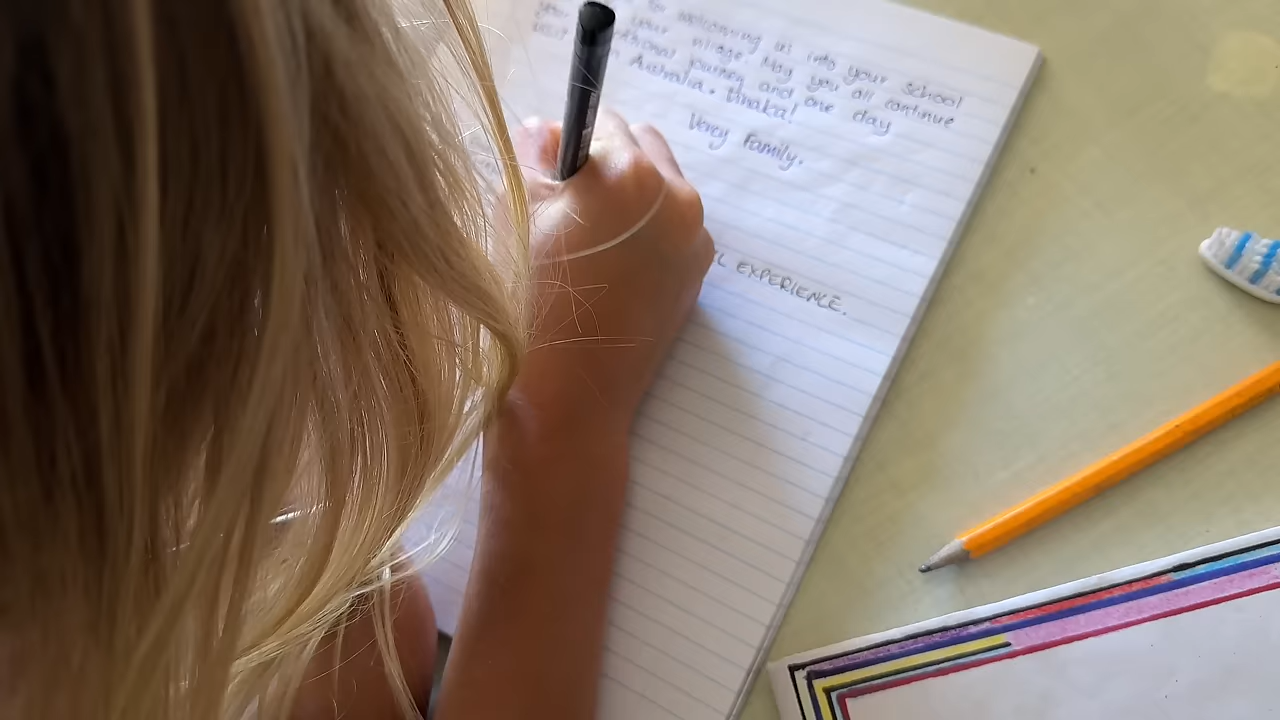 for welcoming us into your school
your village. May you all continue
journey and one day
visit Australia. Vinaka!
Vercy Family.
EXPERIENCE.